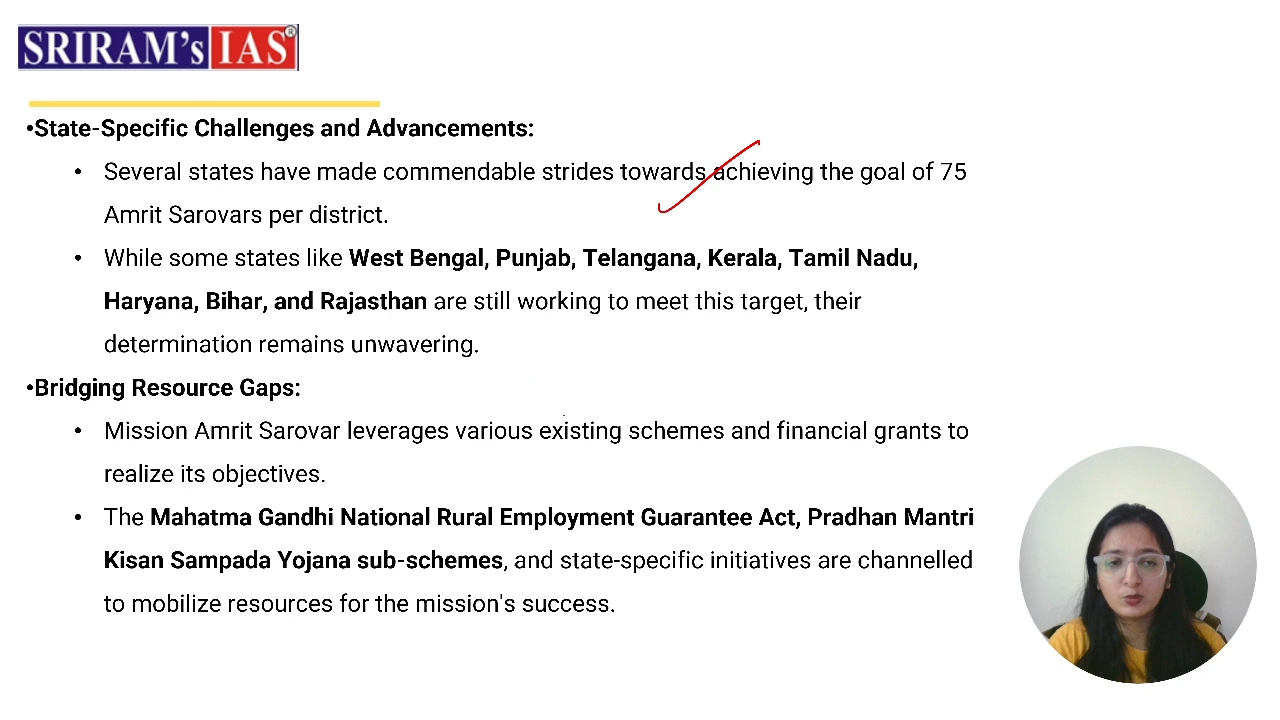 SRIRAM's IAS®
•State-Specific Challenges and Advancements:
• Several states have made commendable strides towards achieving the goal of 75
Amrit Sarovars per district.
• While some states like West Bengal, Punjab, Telangana, Kerala, Tamil Nadu,
Haryana, Bihar, and Rajasthan are still working to meet this target, their
determination remains unwavering.
•Bridging Resource Gaps:
• Mission Amrit Sarovar leverages various existing schemes and financial grants to
realize its objectives.
• The Mahatma Gandhi National Rural Employment Guarantee Act, Pradhan Mantri
Kisan Sampada Yojana sub-schemes, and state-specific initiatives are channelled
to mobilize resources for the mission's success.